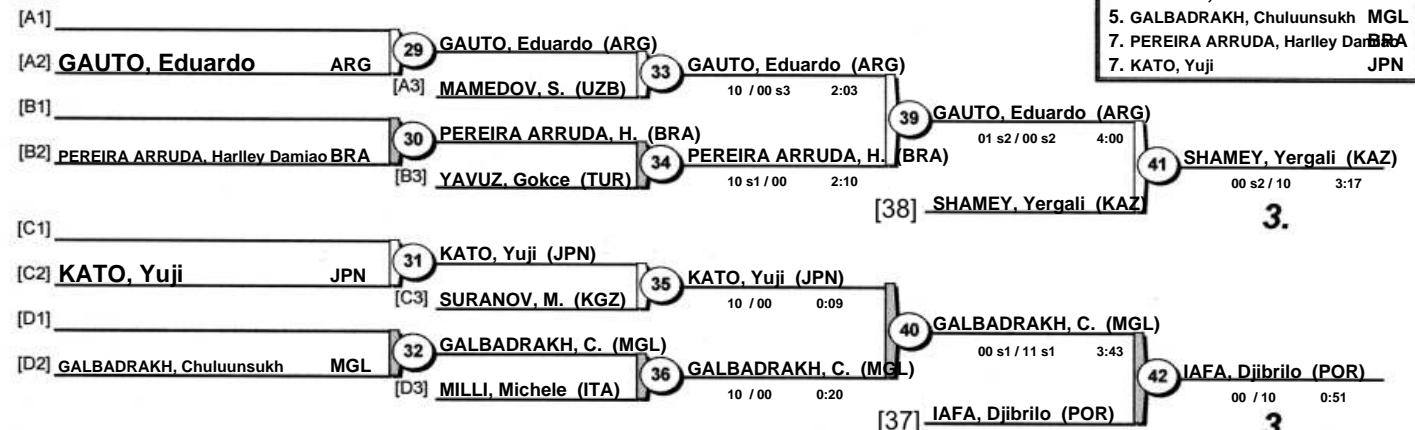 5. GALBADRAKH, Chuluunsukh MGL
7. PEREIRA ARRUDA, Harlley Damiao BRA
7. KATO, Yuji JPN
[A1]
[A2] GAUTO, Eduardo ARG
29 GAUTO, Eduardo (ARG)
[A3] MAMEDOV, S. (UZB)
33 GAUTO, Eduardo (ARG)
10 / 00 s3 2:03
[B1]
[B2] PEREIRA ARRUDA, Harlley Damiao BRA
30 PEREIRA ARRUDA, H. (BRA)
[B3] YAVUZ, Gokce (TUR)
34 PEREIRA ARRUDA, H. (BRA)
10 s1 / 00 2:10
39 GAUTO, Eduardo (ARG)
01 s2 / 00 s2 4:00
[38] SHAMEY, Yergali (KAZ)
41 SHAMEY, Yergali (KAZ)
00 s2 / 10 3:17
3.
[C1]
[C2] KATO, Yuji JPN
31 KATO, Yuji (JPN)
[C3] SURANOV, M. (KGZ)
35 KATO, Yuji (JPN)
10 / 00 0:09
[D1]
[D2] GALBADRAKH, Chuluunsukh MGL
32 GALBADRAKH, C. (MGL)
[D3] MILLI, Michele (ITA)
36 GALBADRAKH, C. (MGL)
10 / 00 0:20
40 GALBADRAKH, C. (MGL)
00 s1 / 11 s1 3:43
[37] IAFA, Djibrilo (POR)
42 IAFA, Djibrilo (POR)
00 / 10 0:51
3